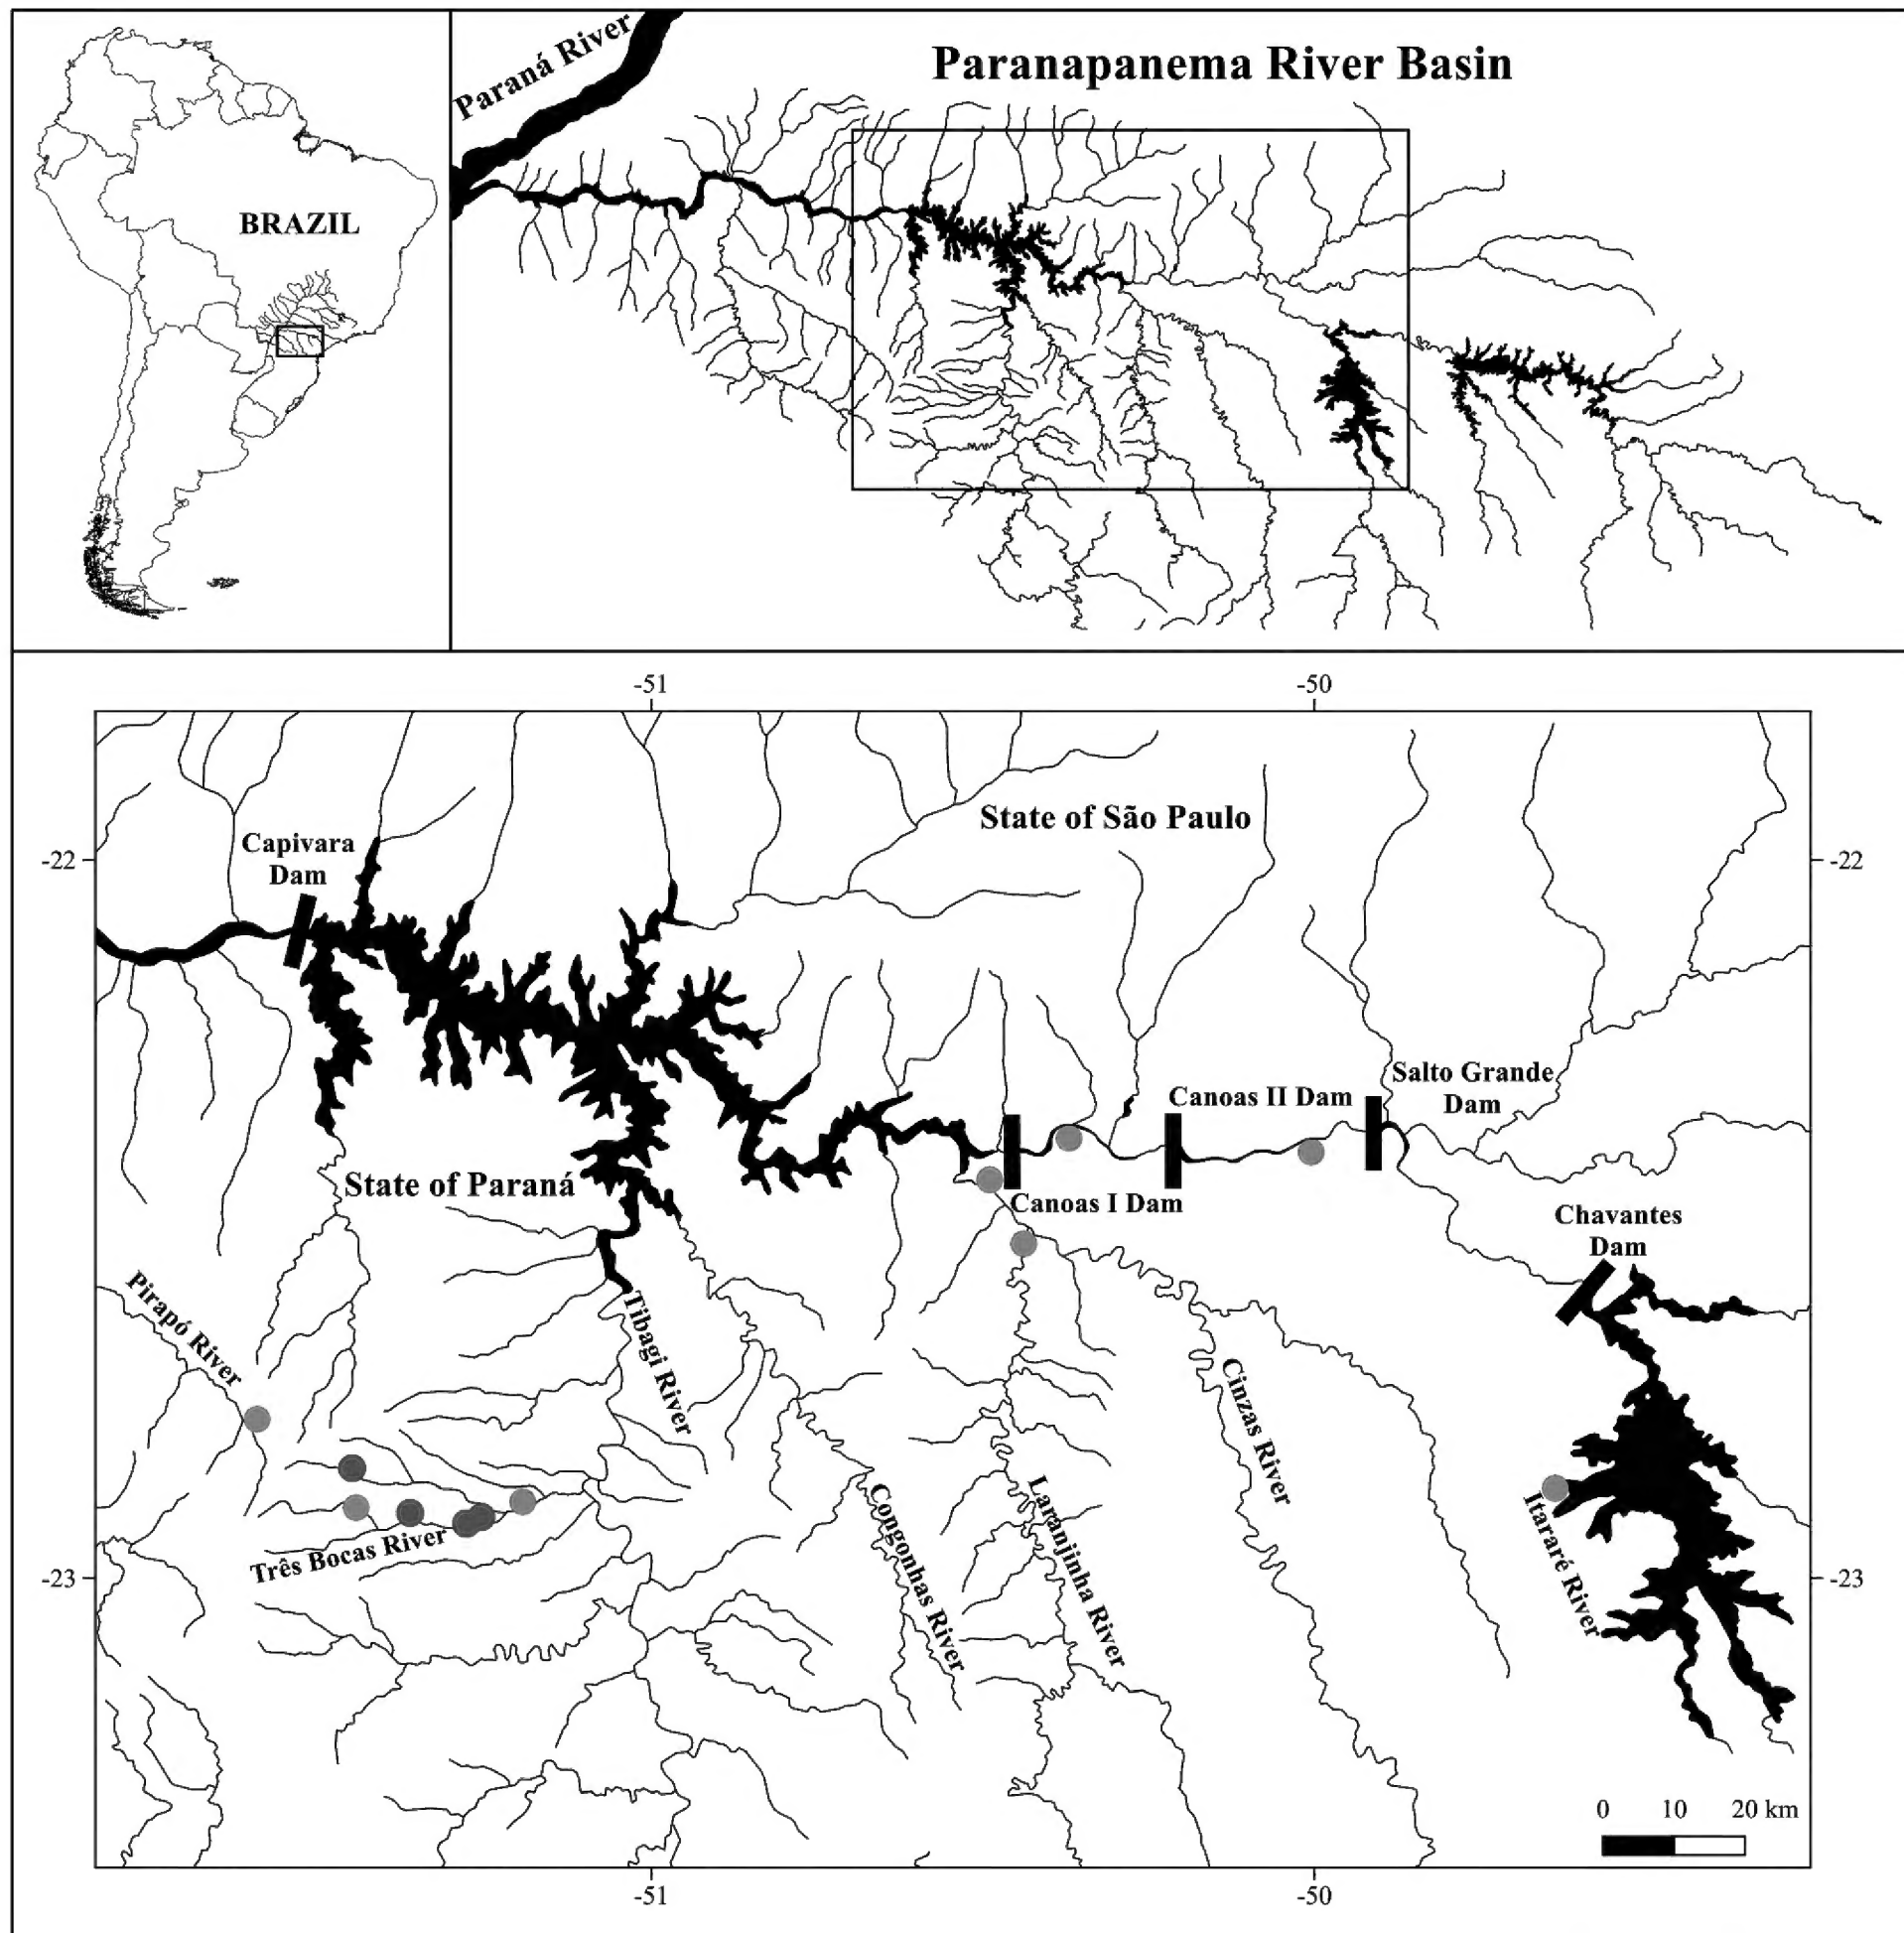 Paraná River
Paranapanema River Basin
BRAZIL
-51
-50
State of São Paulo
Capivara
Dam
-22
-22
Salto Grande
Dam
Canoas II Dam
State of Paraná
Canoas I Dam
Chavantes
Dam
Pirapó River
Tibagi River
Cinzas River
Congonhas River
Laranjinha River
Itararé River
Três Bocas River
-23
-23
0 10 20 km
-51
-50